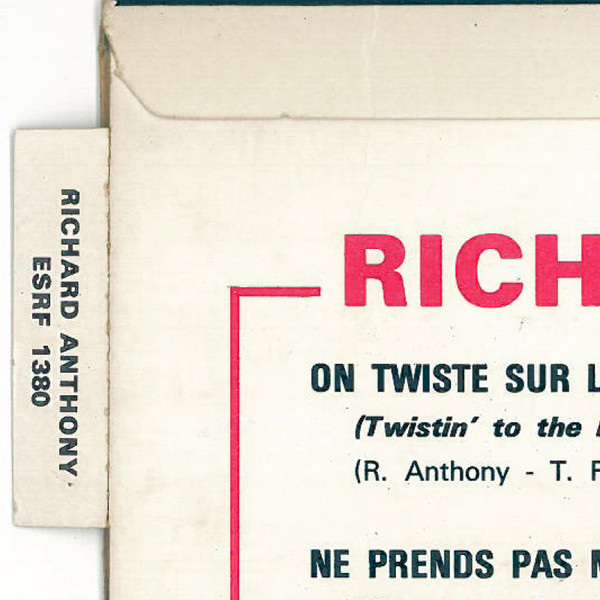 RICHARD ANTHONY
ESRF 1380
RICH
ON TWISTE SUR L
(Twistin' to the
(R. Anthony - T.
NE PRENDS PAS